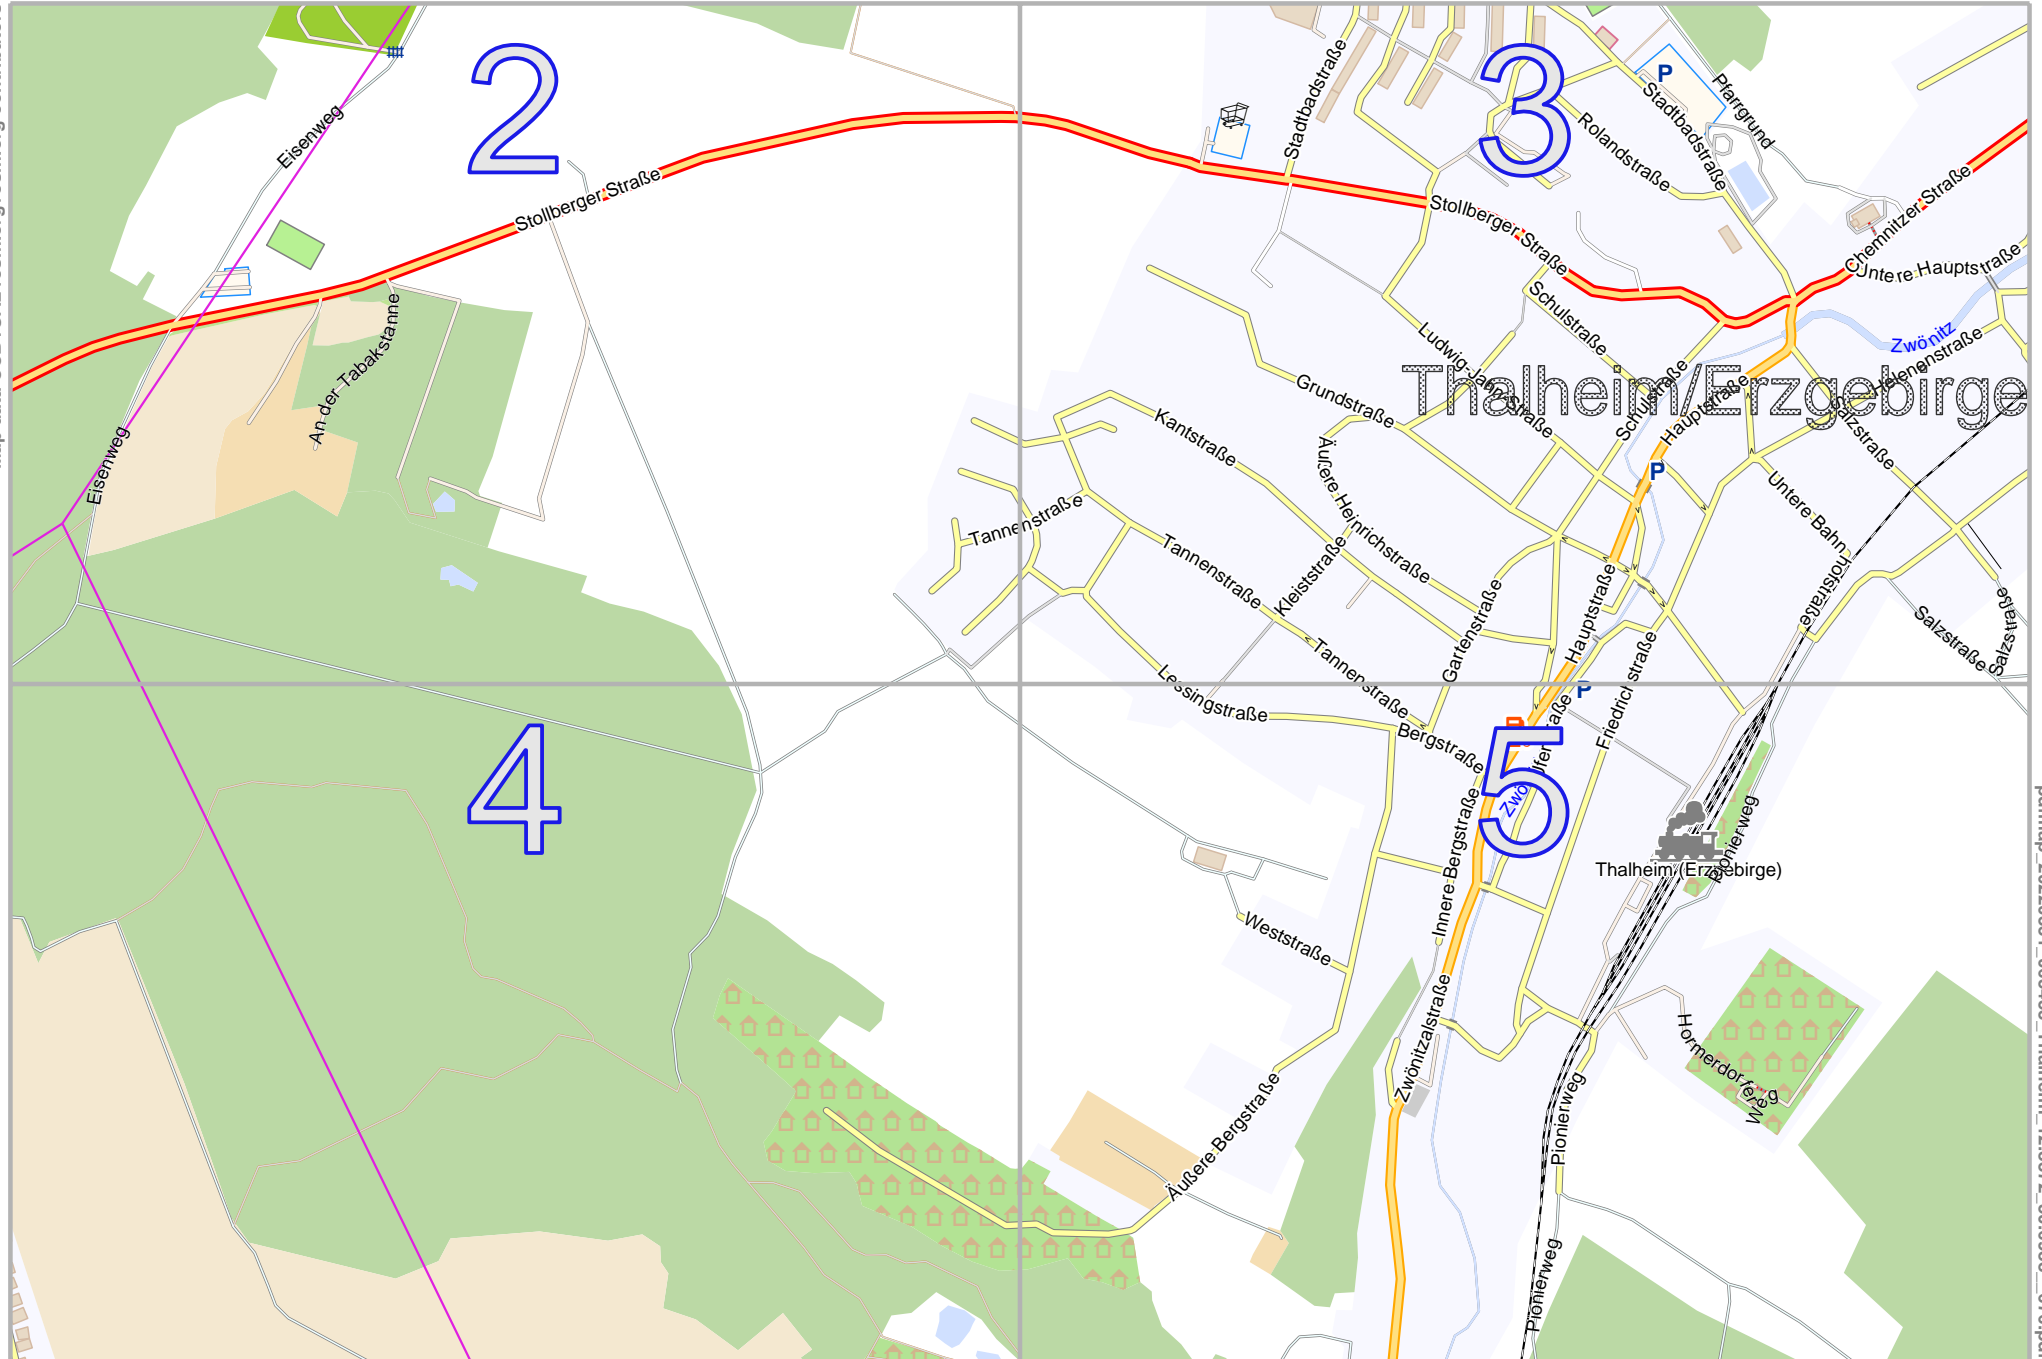 2
3
P
Pfarrgrund
Stadtbadstraße
Stadtbadstraße
Rolandstraße
Eisenweg
Stollberger Straße
Stollberger Straße
Chemnitzer Straße
Untere Hauptstraße
Schulstraße
Ludwig-Jahn-Straße
Zwönitz
Helenenstraße
An der Tabakstanne
Grundstraße
Thalheim/Erzgebirge
Schulstraße
Hauptstraße
Salzstraße
Kantstraße
Äußere Heinrichstraße
Eisenweg
P
Untere Bahnhofstraße
Tannenstraße
Tannenstraße
Kleiststraße
Gartenstraße
Hauptstraße
Salzstraße
Salzstraße
Tannenstraße
Friedrichstraße
Lessingstraße
P
Bergstraße
4
5
Innere Bergstraße
Pionierweg
Thalheim (Erzgebirge)
Weststraße
Zwönitzalstraße
Hormerdorfer Weg
Äußere Bergstraße
Pionierweg
Pionierweg